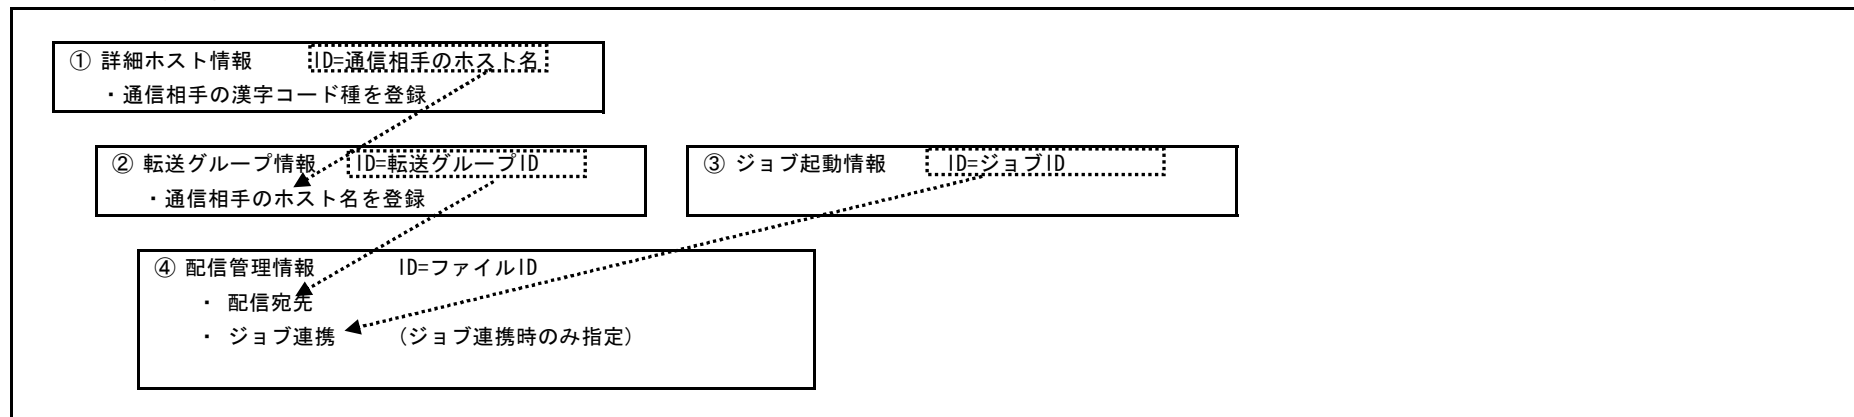 ① 詳細ホスト情報 ID=通信相手のホスト名
・通信相手の漢字コード種を登録
② 転送グループ情報 ID=転送グループID
・通信相手のホスト名を登録
③ ジョブ起動情報 ID=ジョブID
④ 配信管理情報 ID=ファイルID
・ 配信宛先
・ ジョブ連携 (ジョブ連携時のみ指定)